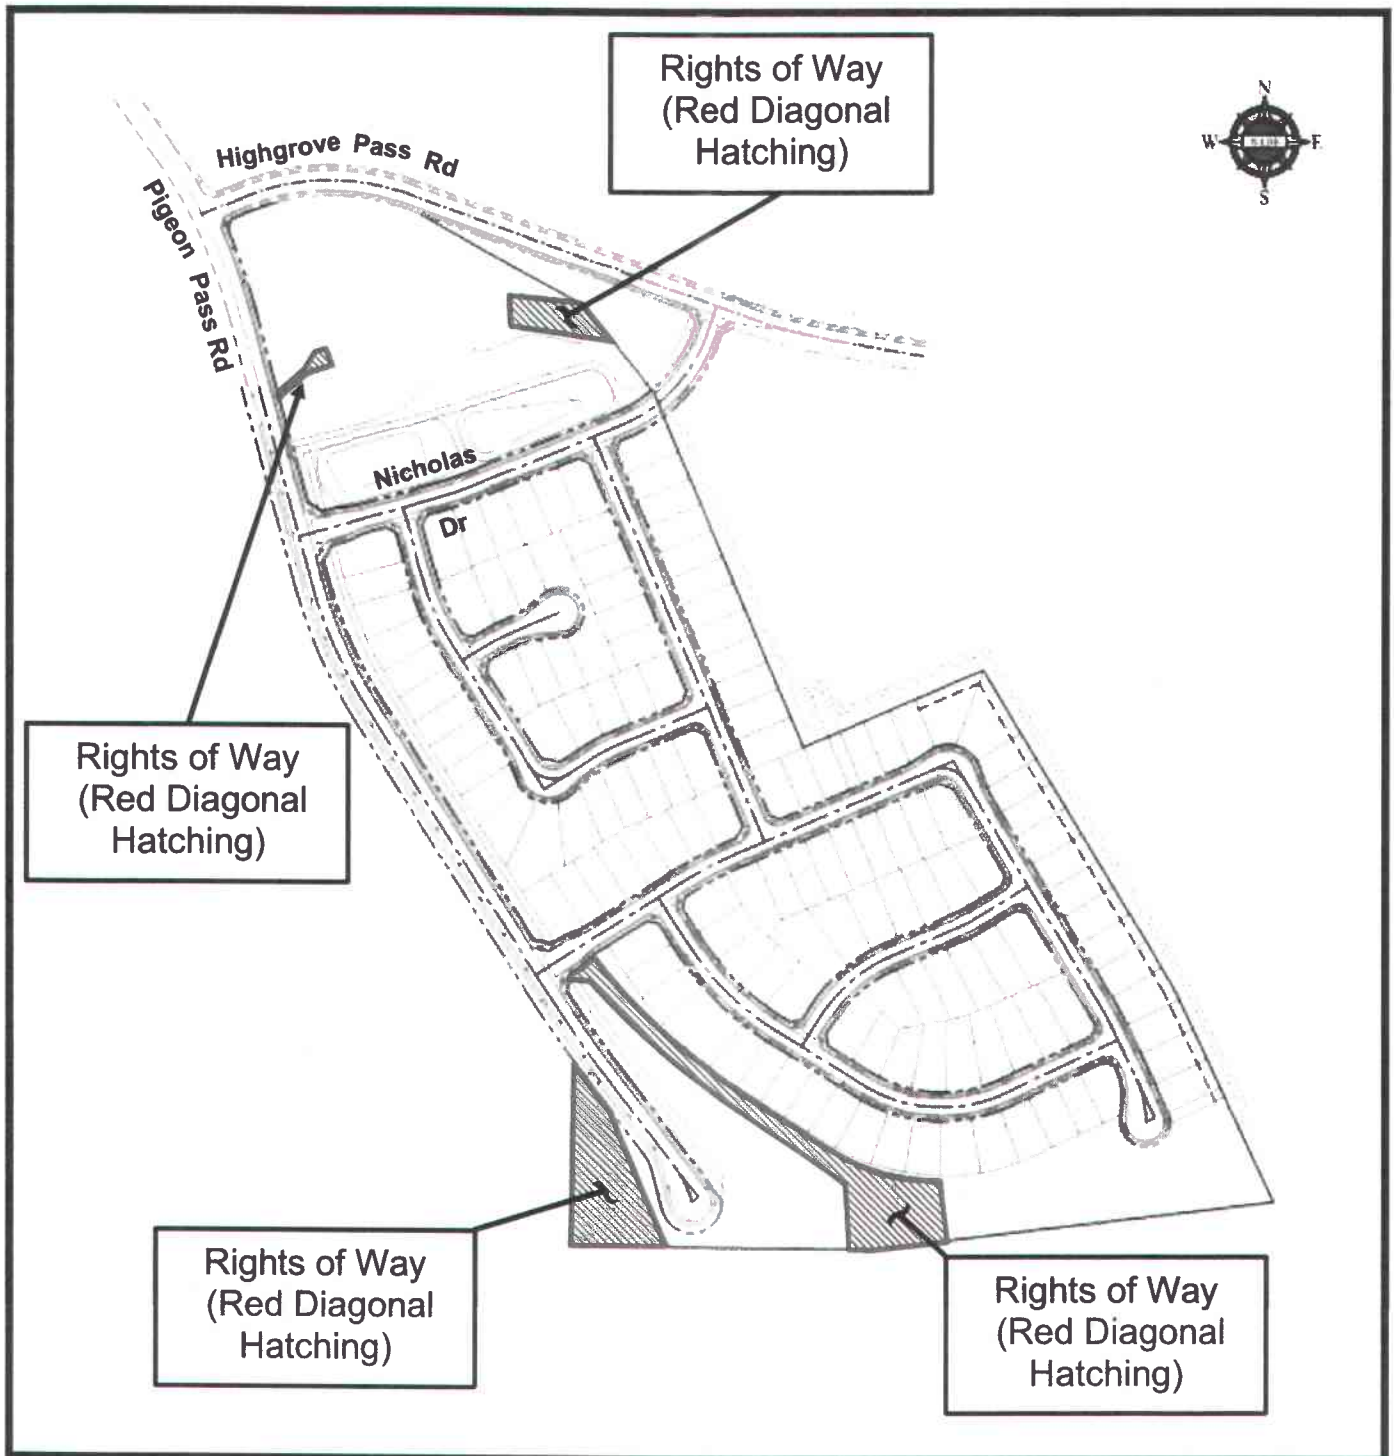 Rights of Way
(Red Diagonal
Hatching)
N
W
E
S
Highgrove Pass Rd
Pigeon Pass Rd
Nicholas
Dr
Rights of Way
(Red Diagonal
Hatching)
Rights of Way
(Red Diagonal
Hatching)
Rights of Way
(Red Diagonal
Hatching)